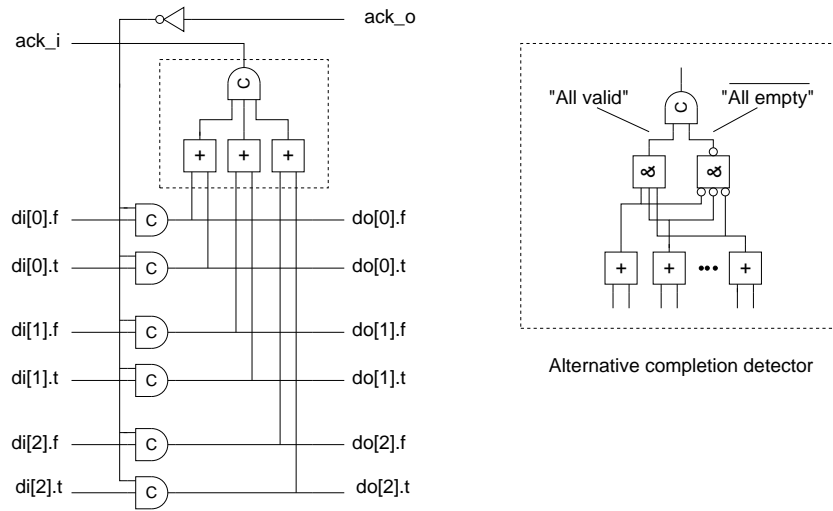 ack_o
ack_i
C
+ + +
di[0].f C do[0].f
di[0].t C do[0].t
di[1].f C do[1].f
di[1].t C do[1].t
di[2].f C do[2].f
di[2].t C do[2].t
"All valid" "All empty"
C
& &
+ + ••• +
Alternative completion detector